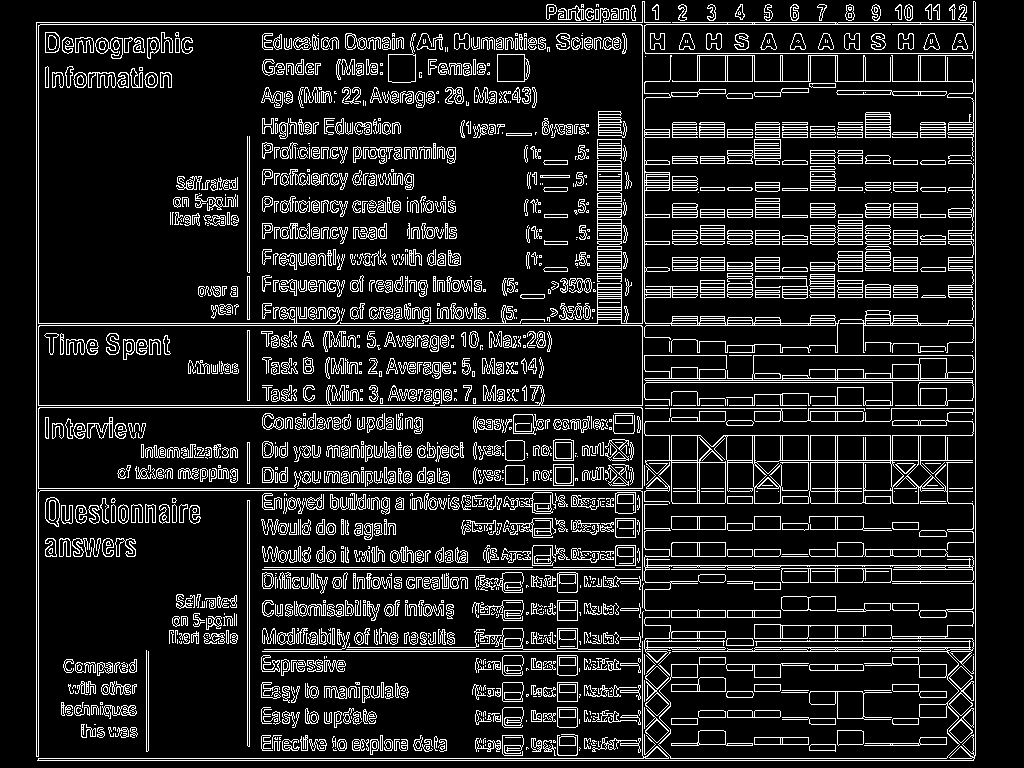 Participant 1 2 3 4 5 6 7 8 9 10 11 12
Demographic Information
Education Domain (Art, Humanities, Science) H A H S A A A H S H A A
Gender (Male: , Female: )
Age (Min: 22, Average: 28, Max:43)
Higher Education (1year: , 8years: )
Self-rated on 5-point likert scale
Proficiency programming (1: ,5: )
Proficiency drawing (1: ,5: )
Proficiency create infovis (1: ,5: )
Proficiency read infovis (1: ,5: )
Frequently work with data (1: ,5: )
over a year
Frequency of reading infovis. (5: ,>3500: )
Frequency of creating infovis. (5: ,>3500: )
Time Spent
Minutes
Task A (Min: 5, Average: 10, Max:28)
Task B (Min: 2, Average: 5, Max:14)
Task C (Min: 3, Average: 7, Max:17)
Interview
Internalization of token mapping
Considered updating (easy: or complex: )
Did you manipulate object (yes: , no: , null: )
Did you manipulate data (yes: , no: , null: )
Questionnaire answers
Enjoyed building a infovis (Strongly Agree: , S. Disagree: )
Would do it again (Strongly Agree: , S. Disagree: )
Would do it with other data (S. Agree: , S. Disagree: )
Self-rated on 5-point likert scale
Difficulty of infovis creation (Easy: , Hard: , Neutral: )
Customisability of infovis (Easy: , Hard: , Neutral: )
Modifiabiliy of the results (Easy: , Hard: , Neutral: )
Compared with other techniques this was
Expressive (More: , Less: , Neutral: )
Easy to manipulate (More: , Less: , Neutral: )
Easy to update (More: , Less: , Neutral: )
Effective to explore data (More: , Less: , Neutral: )